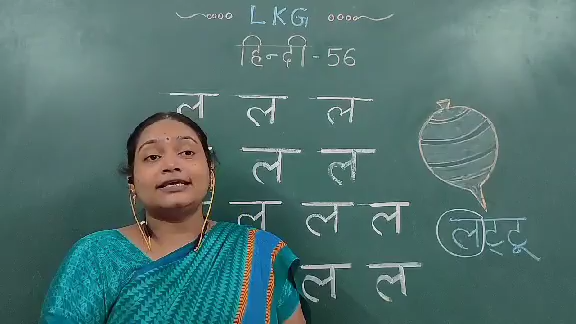 LKG
हिन्दी - 56
ल ल ल
ल ल
ल ल ल
ल ल
लट्टू